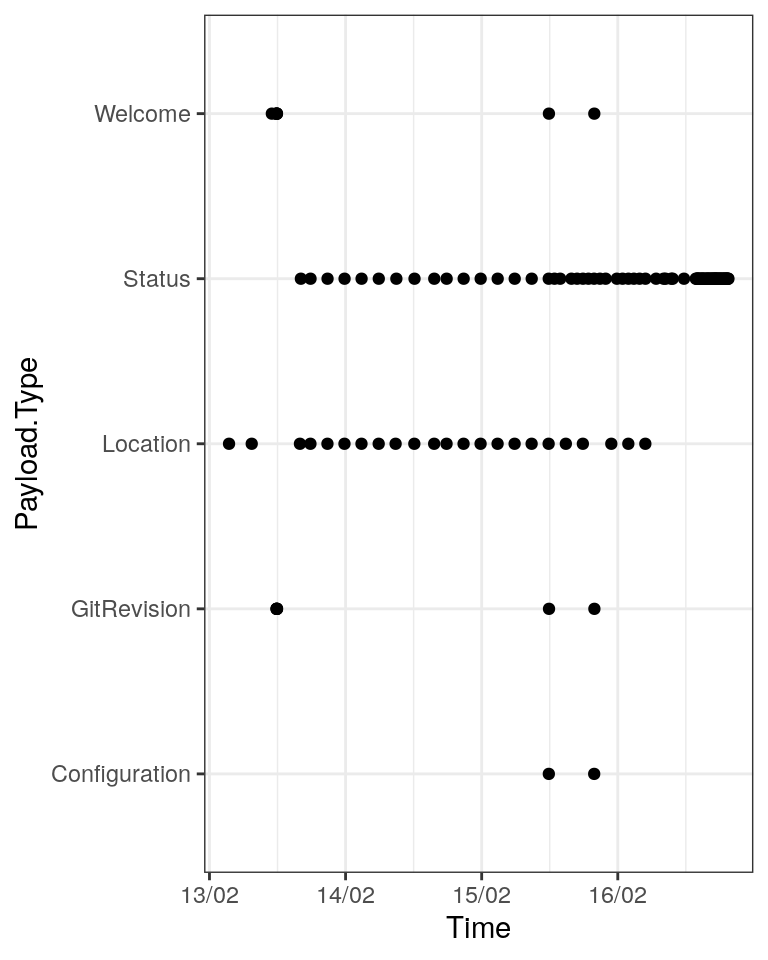 Payload.Type
Welcome
Status
Location
GitRevision
Configuration
13/02 14/02 15/02 16/02
Time